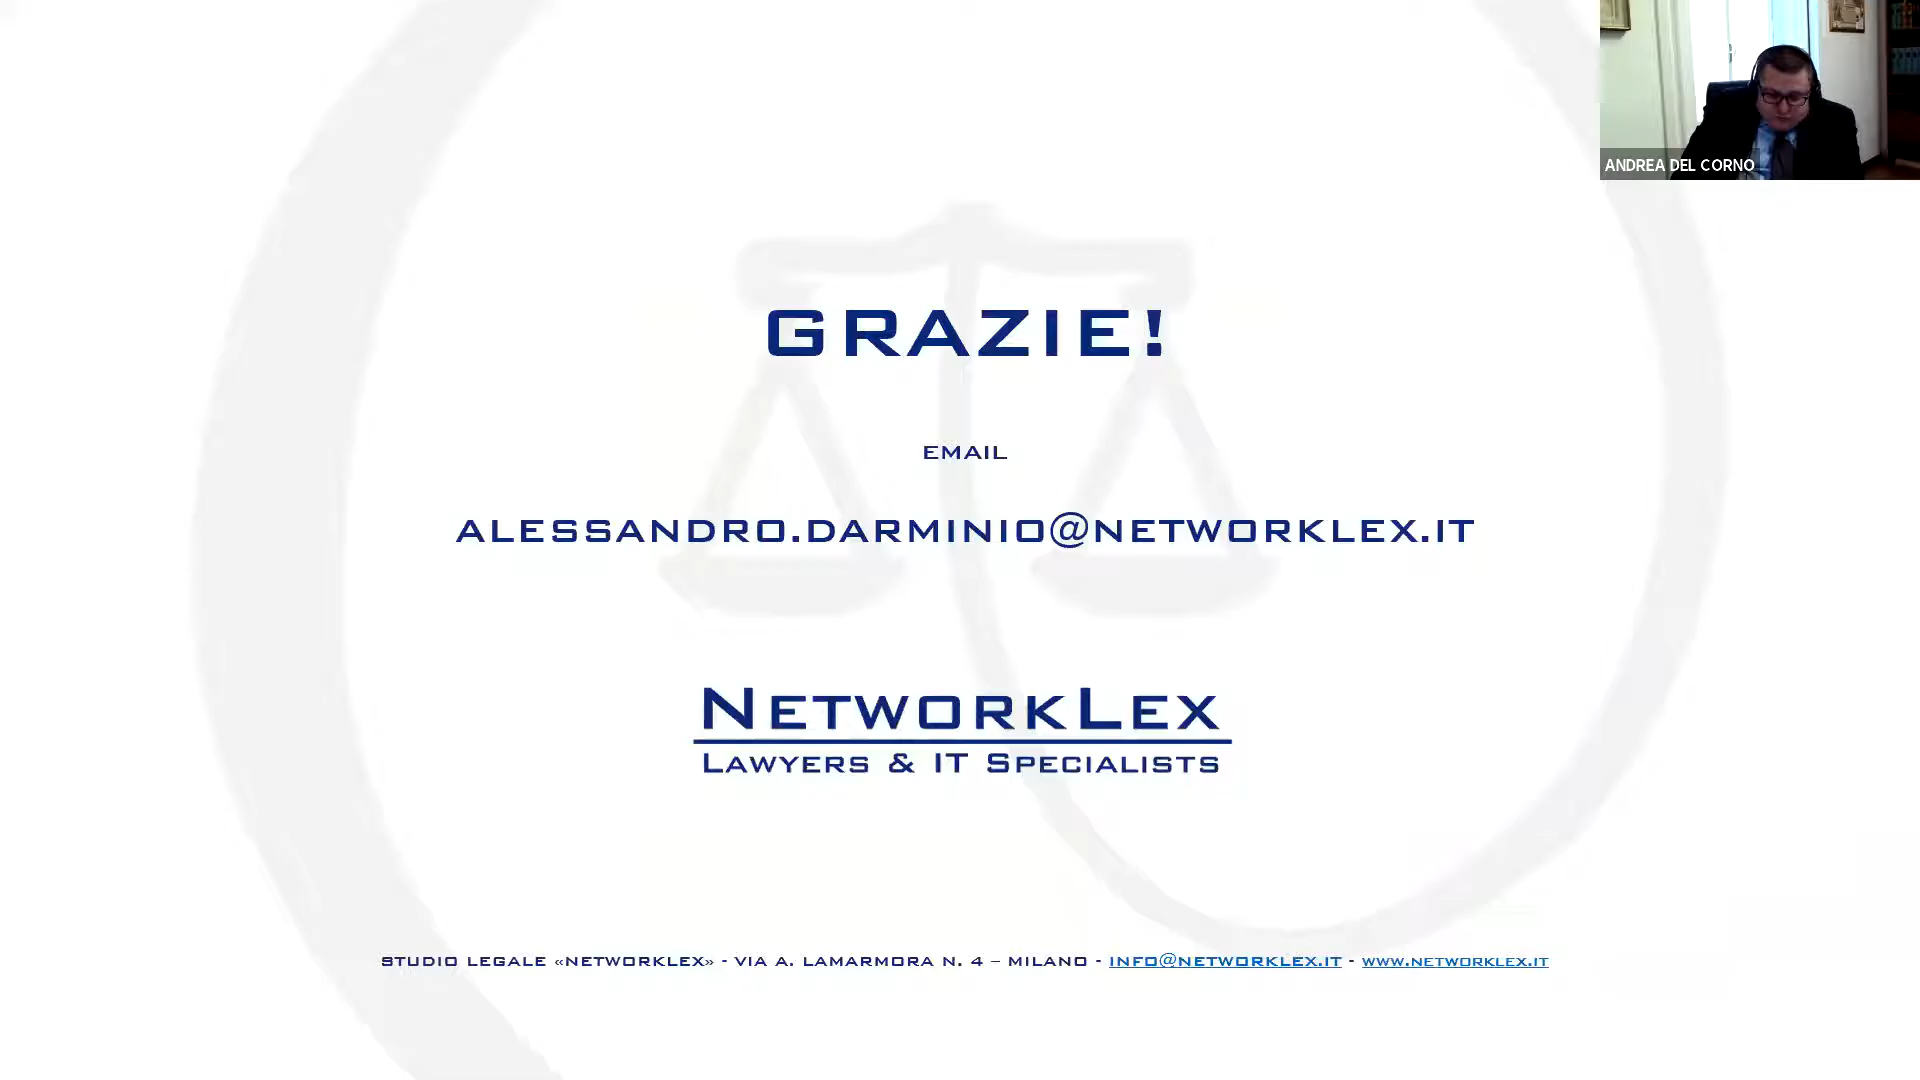 ANDREA DEL CORNO
GRAZIE!
EMAIL
ALESSANDRO.DARMINIO@NETWORKLEX.IT
NETWORKLEX
LAWYERS & IT SPECIALISTS
STUDIO LEGALE «NETWORKLEX» - VIA A. LAMARMORA N. 4 – MILANO - INFO@NETWORKLEX.IT - WWW.NETWORKLEX.IT